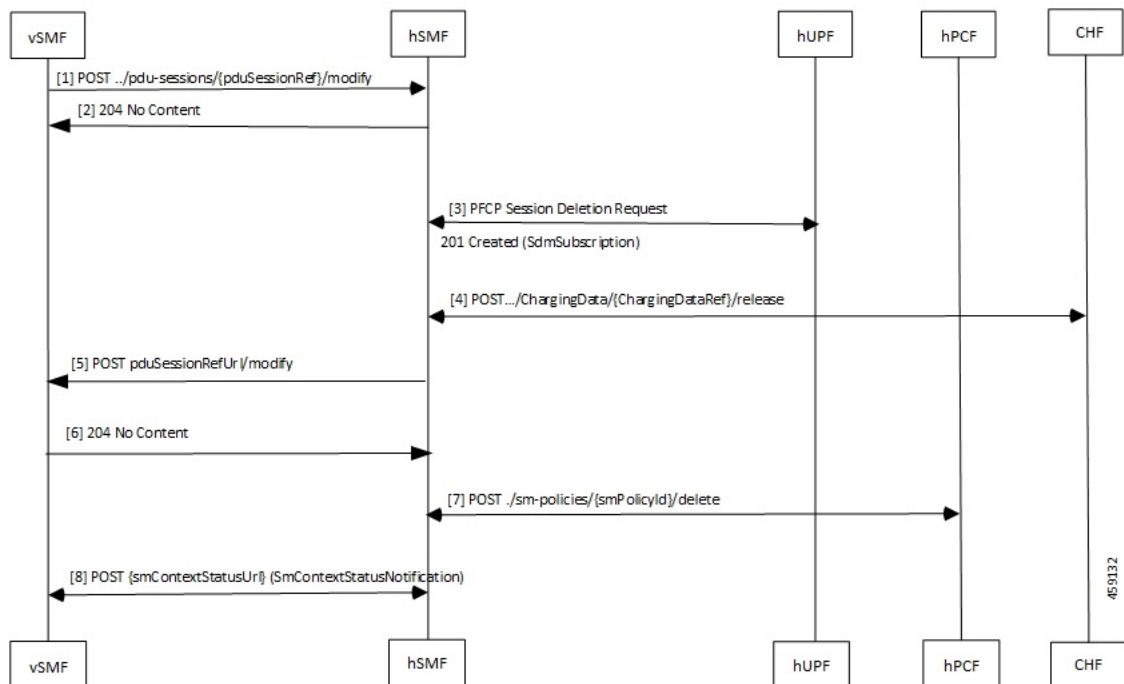 vSMF
hSMF
hUPF
hPCF
CHF
[1] POST ../pdu-sessions/{pduSessionRef}/modify
[2] 204 No Content
[3] PFCP Session Deletion Request
201 Created (SdmSubscription)
[4] POST.../ChargingData/{ChargingDataRef}/release
[5] POST pduSessionRefUrl/modify
[6] 204 No Content
[7] POST ./sm-policies/{smPolicyId}/delete
[8] POST {smContextStatusUrl} (SmContextStatusNotification)
459132
vSMF
hSMF
hUPF
hPCF
CHF